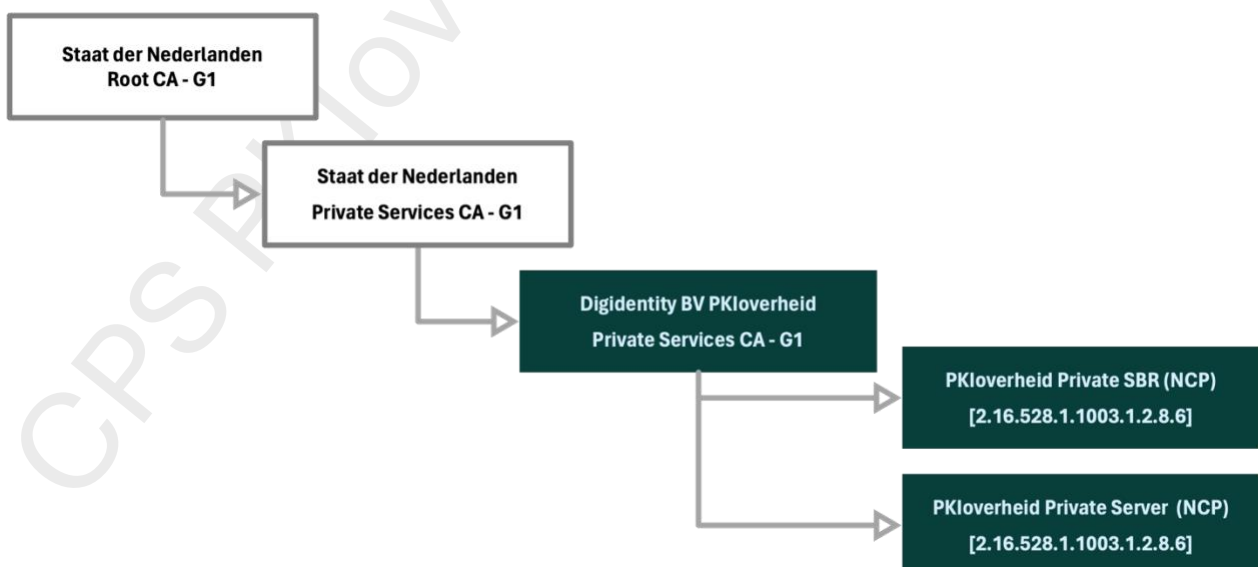 CPS PKIov
Staat der Nederlanden
Root CA - G1
Staat der Nederlanden
Private Services CA - G1
Digidentity BV PKIoverheid
Private Services CA - G1
PKIoverheid Private SBR (NCP)
[2.16.528.1.1003.1.2.8.6]
PKIoverheid Private Server (NCP)
[2.16.528.1.1003.1.2.8.6]